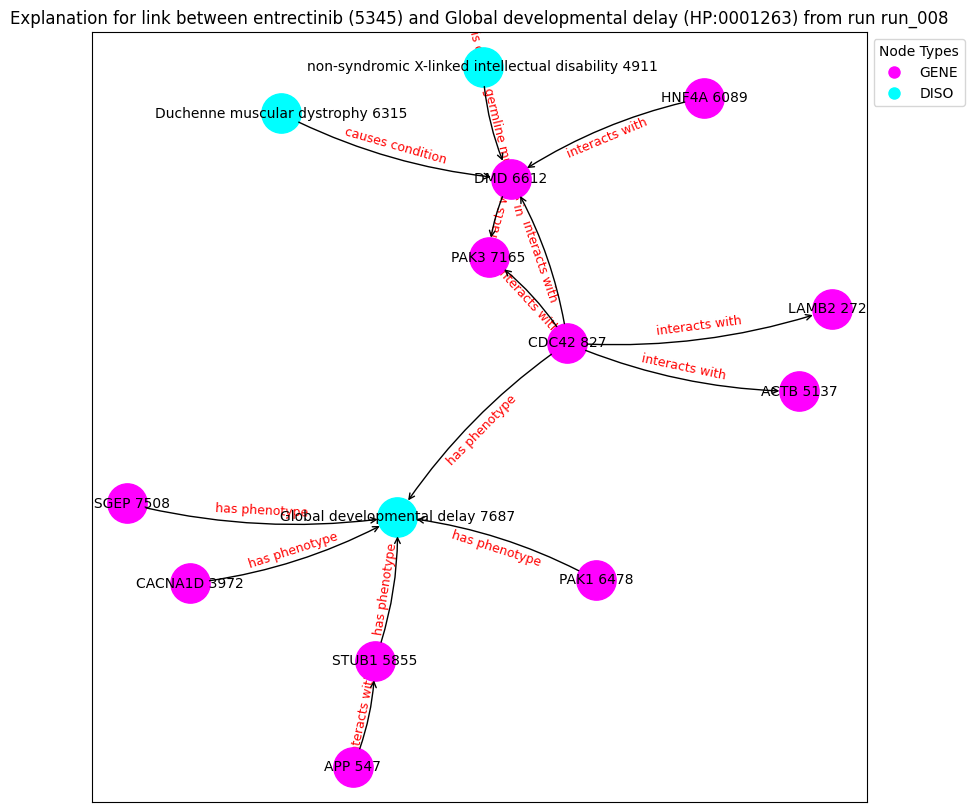 Explanation for link between entrectinib (5345) and Global developmental delay (HP:0001263) from run run_008
Node Types
GENE
DISO
non-syndromic X-linked intellectual disability 4911
HNF4A 6089
Duchenne muscular dystrophy 6315
causes condition
germline
interacts with
DMD 6612
in
interacts with
PAK3 7165
interacts with
CDC42 827
LAMB2 272
interacts with
interacts with
ACTB 5137
has phenotype
SGEP 7508
has phenotype
Global developmental delay 7687
has phenotype
has phenotype
has phenotype
CACNA1D 3972
PAK1 6478
STUB1 5855
APP 547